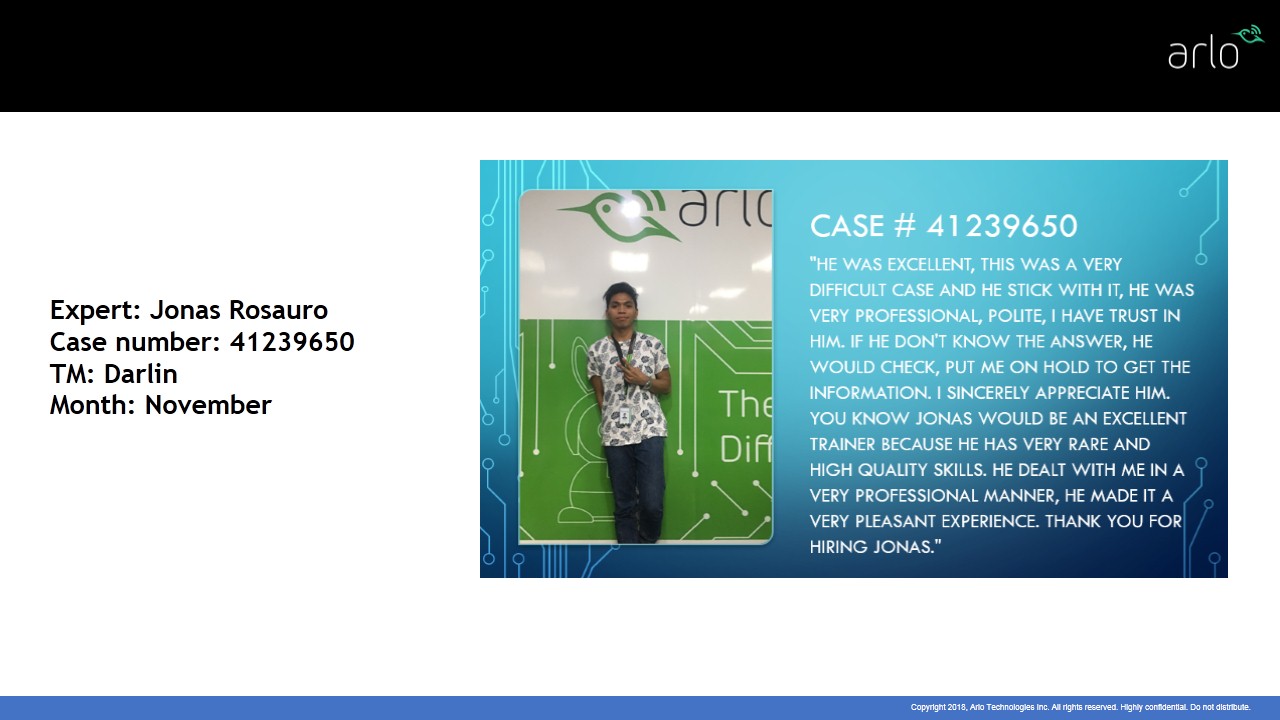 arlo
Expert: Jonas Rosauro
Case number: 41239650
TM: Darlin
Month: November
arlo
The
Diff
CASE # 41239650
"HE WAS EXCELLENT, THIS WAS A VERY
DIFFICULT CASE AND HE STICK WITH IT, HE WAS
VERY PROFESSIONAL, POLITE, I HAVE TRUST IN
HIM. IF HE DON'T KNOW THE ANSWER, HE
WOULD CHECK, PUT ME ON HOLD TO GET THE
INFORMATION. I SINCERELY APPRECIATE HIM.
YOU KNOW JONAS WOULD BE AN EXCELLENT
TRAINER BECAUSE HE HAS VERY RARE AND
HIGH QUALITY SKILLS. HE DEALT WITH ME IN A
VERY PROFESSIONAL MANNER, HE MADE IT A
VERY PLEASANT EXPERIENCE. THANK YOU FOR
HIRING JONAS."
Copyright 2018, Arlo Technologies Inc. All rights reserved. Highly confidential. Do not distribute.